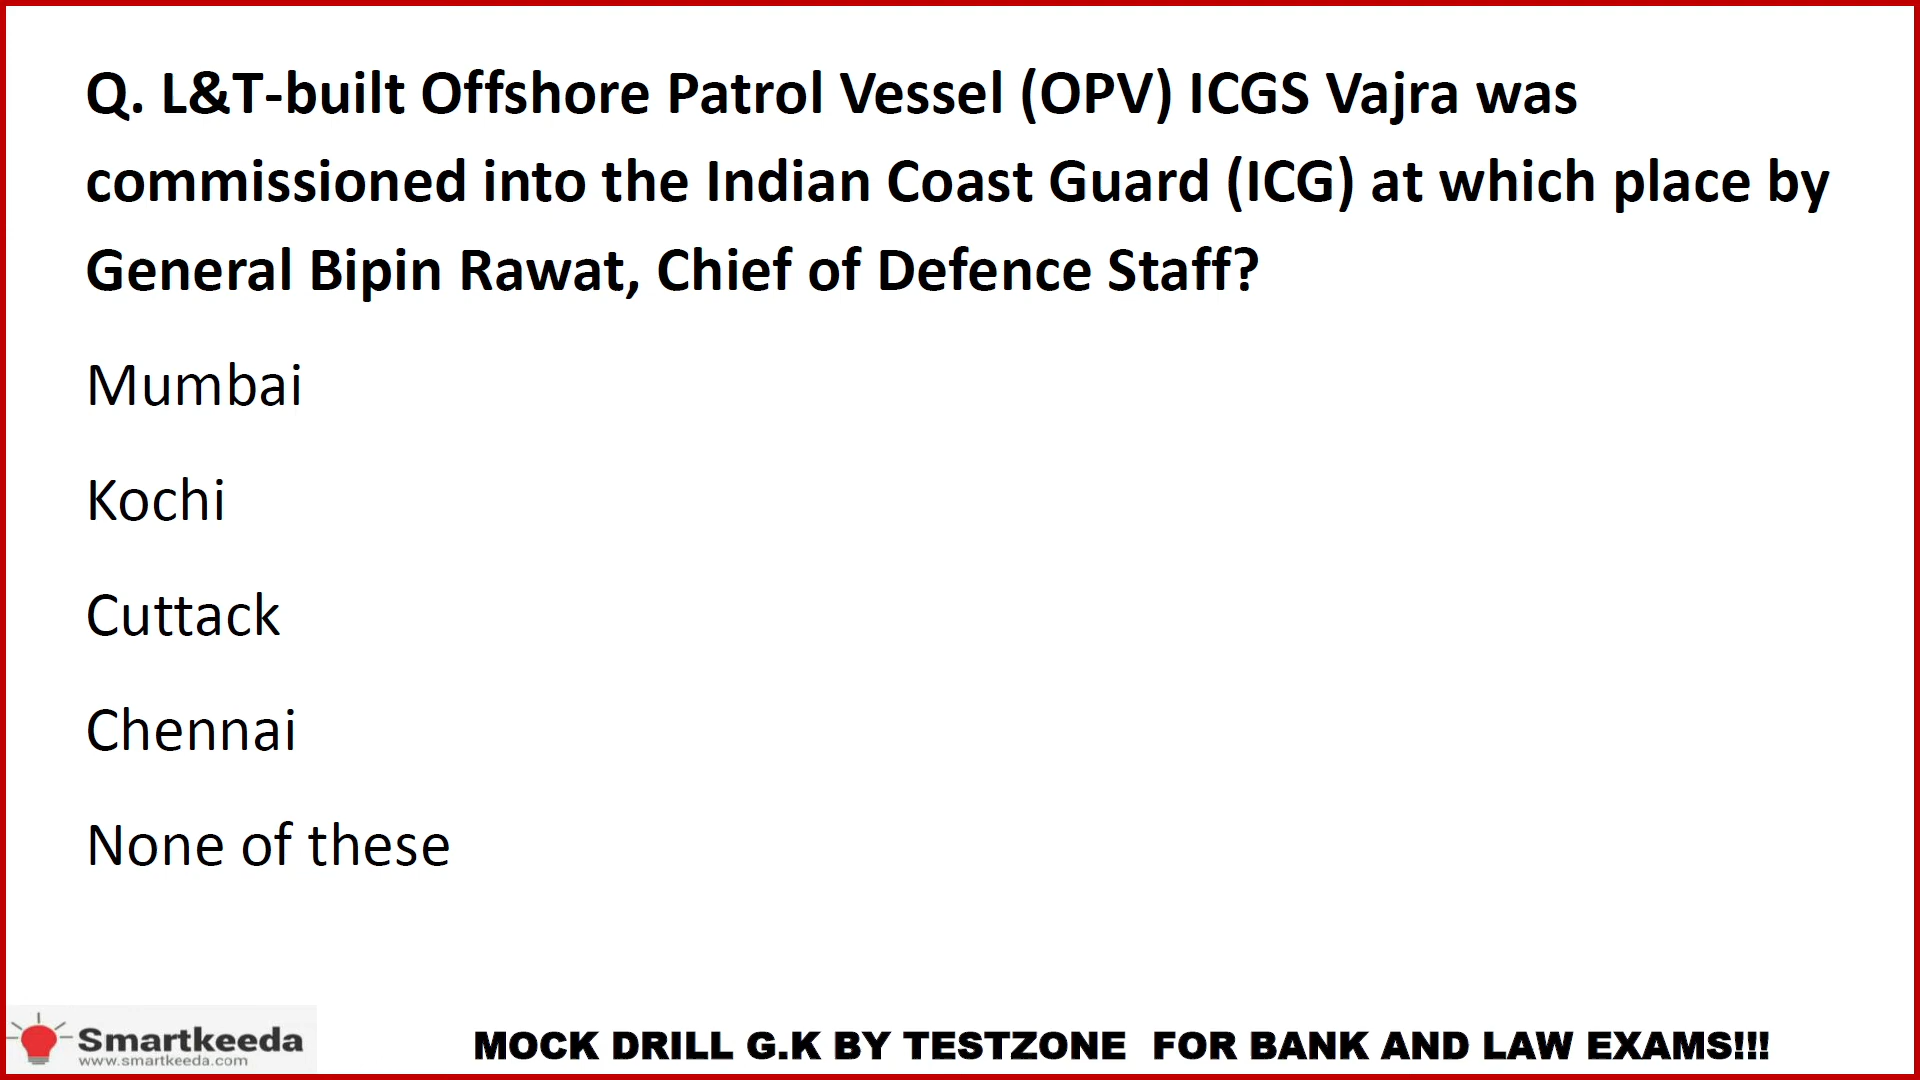 Q. L&T-built Offshore Patrol Vessel (OPV) ICGS Vajra was
commissioned into the Indian Coast Guard (ICG) at which place by
General Bipin Rawat, Chief of Defence Staff?
Mumbai
Kochi
Cuttack
Chennai
None of these
Smartkeeda
www.smartkeeda.com
MOCK DRILL G.K BY TESTZONE FOR BANK AND LAW EXAMS!!!